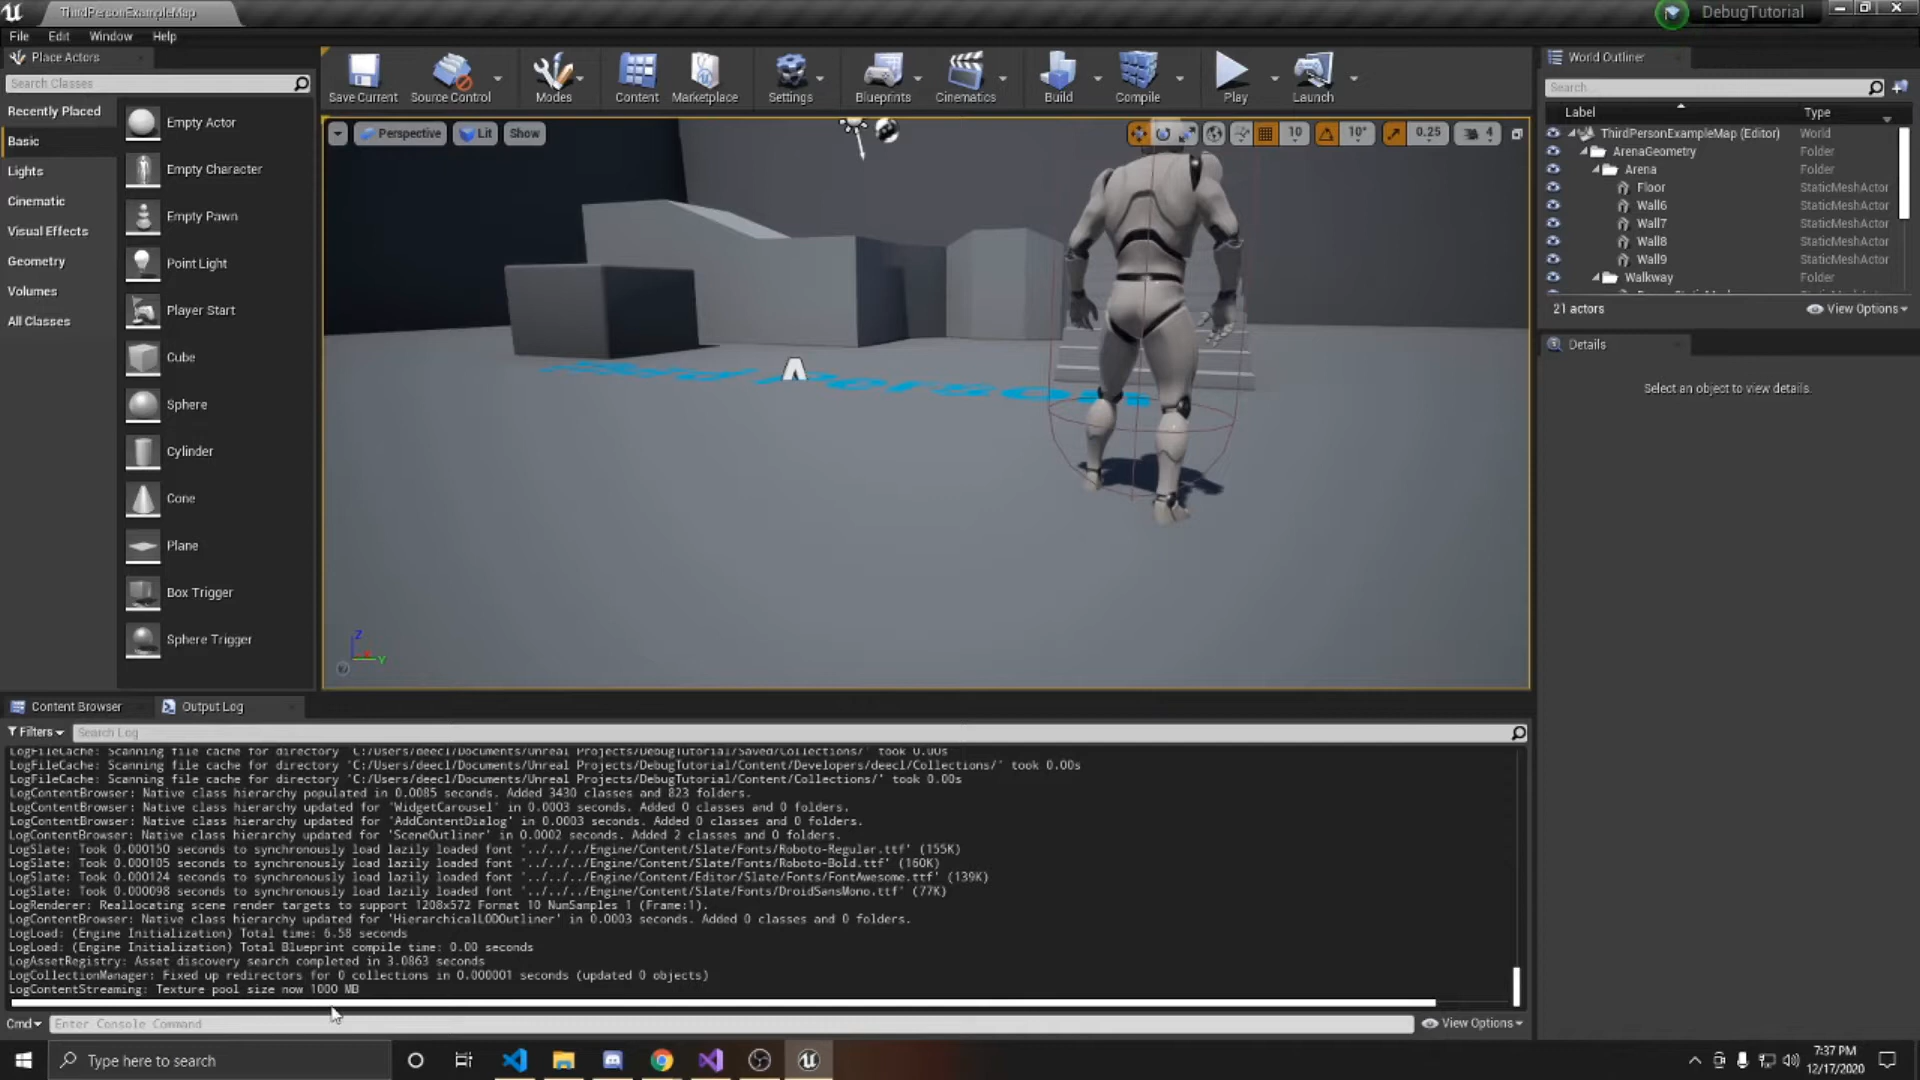 ThirdPersonExampleMap
DebugTutorial
File Edit Window Help
Place Actors
Search Classes
Recently Placed
Basic
Lights
Cinematic
Visual Effects
Geometry
Volumes
All Classes
Empty Actor
Empty Character
Empty Pawn
Point Light
Player Start
Cube
Sphere
Cylinder
Cone
Plane
Box Trigger
Sphere Trigger
Save Current
Source Control
Modes
Content
Marketplace
Settings
Blueprints
Cinematics
Build
Compile
Play
Launch
Perspective
Lit
Show
10
10°
0.25
4
Third Person
Z
X
Y
World Outliner
Search...
Label Type
ThirdPersonExampleMap (Editor) World
ArenaGeometry Folder
Arena Folder
Floor StaticMeshActor
Wall6 StaticMeshActor
Wall7 StaticMeshActor
Wall8 StaticMeshActor
Wall9 StaticMeshActor
Walkway Folder
21 actors
View Options
Details
Select an object to view details.
Content Browser
Output Log
Filters
Search Log
LogFileCache: Scanning file cache for directory 'C:/Users/deecl/Documents/Unreal Projects/DebugTutorial/Saved/Collections/' took 0.00s
LogFileCache: Scanning file cache for directory 'C:/Users/deecl/Documents/Unreal Projects/DebugTutorial/Content/Developers/deecl/Collections/' took 0.00s
LogFileCache: Scanning file cache for directory 'C:/Users/deecl/Documents/Unreal Projects/DebugTutorial/Content/Collections/' took 0.00s
LogContentBrowser: Native class hierarchy populated in 0.0085 seconds. Added 3430 classes and 823 folders.
LogContentBrowser: Native class hierarchy updated for 'WidgetCarousel' in 0.0003 seconds. Added 0 classes and 0 folders.
LogContentBrowser: Native class hierarchy updated for 'AddContentDialog' in 0.0003 seconds. Added 0 classes and 0 folders.
LogContentBrowser: Native class hierarchy updated for 'SceneOutliner' in 0.0002 seconds. Added 2 classes and 0 folders.
LogSlate: Took 0.000150 seconds to synchronously load lazily loaded font '../../../Engine/Content/Slate/Fonts/Roboto-Regular.ttf' (155K)
LogSlate: Took 0.000105 seconds to synchronously load lazily loaded font '../../../Engine/Content/Slate/Fonts/Roboto-Bold.ttf' (160K)
LogSlate: Took 0.000124 seconds to synchronously load lazily loaded font '../../../Engine/Content/Editor/Slate/Fonts/FontAwesome.ttf' (139K)
LogSlate: Took 0.000098 seconds to synchronously load lazily loaded font '../../../Engine/Content/Slate/Fonts/DroidSansMono.ttf' (77K)
LogRenderer: Reallocating scene render targets to support 1208x572 Format 10 NumSamples 1 (Frame:1).
LogContentBrowser: Native class hierarchy updated for 'HierarchicalLODOutliner' in 0.0003 seconds. Added 0 classes and 0 folders.
LogLoad: (Engine Initialization) Total time: 6.58 seconds
LogLoad: (Engine Initialization) Total Blueprint compile time: 0.00 seconds
LogAssetRegistry: Asset discovery search completed in 3.0863 seconds
LogCollectionManager: Fixed up redirectors for 0 collections in 0.000001 seconds (updated 0 objects)
LogContentStreaming: Texture pool size now 1000 MB
Cmd
Enter Console Command
View Options
Type here to search
7:37 PM
12/17/2020